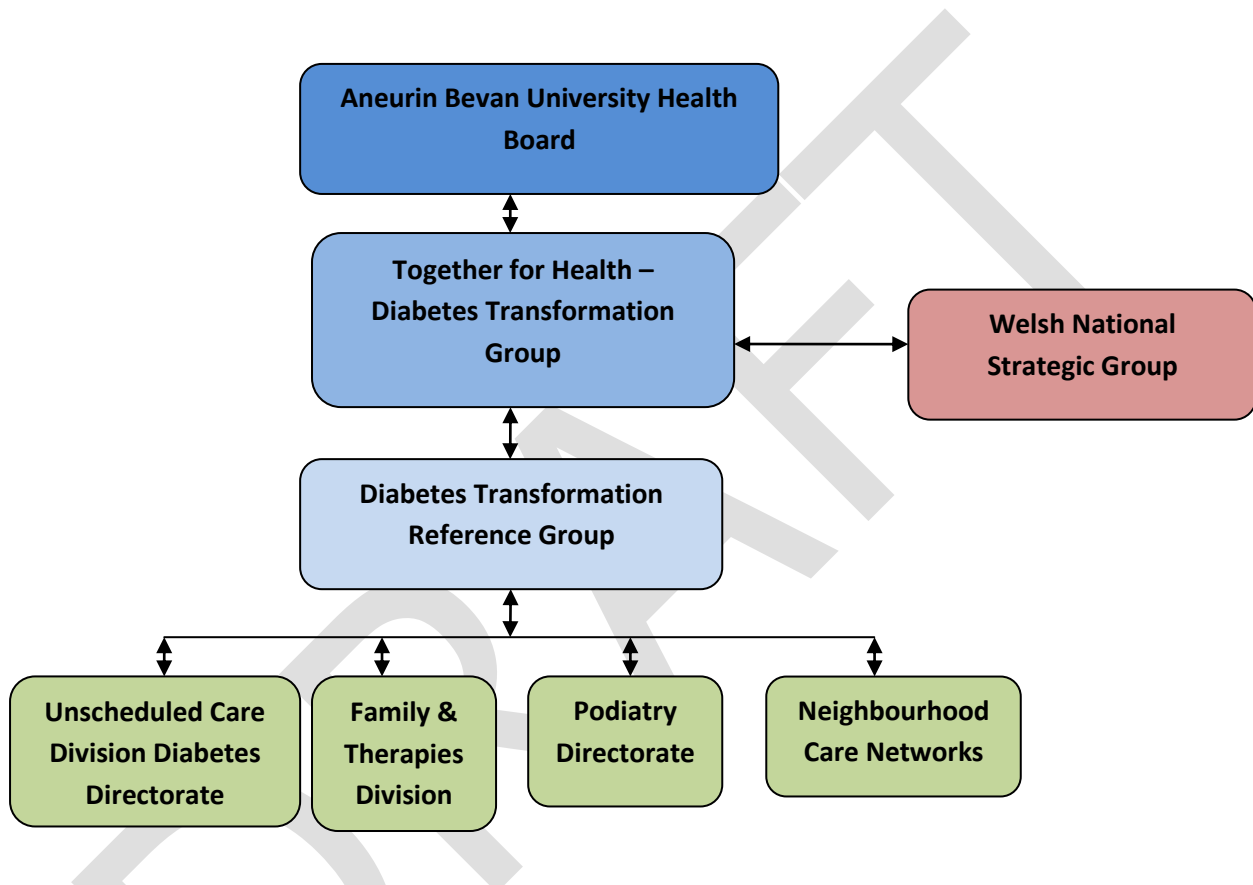 Aneurin Bevan University Health
Board
Together for Health –
Diabetes Transformation
Group
Welsh National
Strategic Group
Diabetes Transformation
Reference Group
Unscheduled Care
Division Diabetes
Directorate
Family &
Therapies
Division
Podiatry
Directorate
Neighbourhood
Care Networks
DRAFT